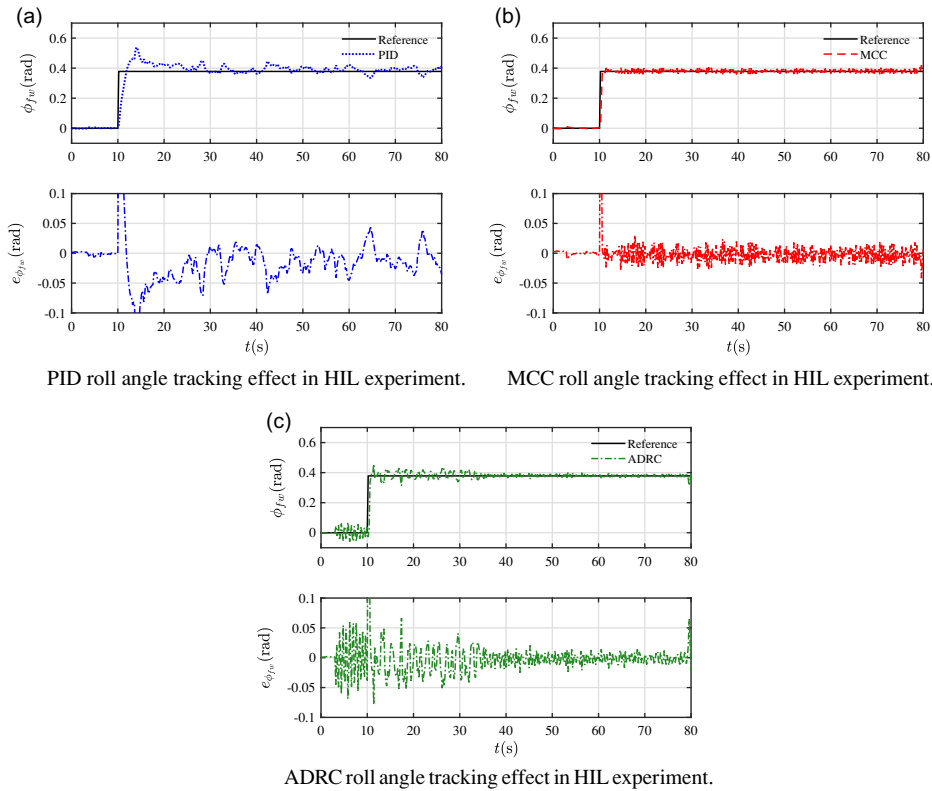 (a)
0.6
0.4
0.2
0
ϕfw(rad)
Reference
PID
0 10 20 30 40 50 60 70 80
0.1
0.05
0
-0.05
-0.1
eϕfw(rad)
0 10 20 30 40 50 60 70 80
t(s)
PID roll angle tracking effect in HIL experiment.
(b)
0.6
0.4
0.2
0
ϕfw(rad)
Reference
MCC
0 10 20 30 40 50 60 70 80
0.1
0.05
0
-0.05
-0.1
eϕfw(rad)
0 10 20 30 40 50 60 70 80
t(s)
MCC roll angle tracking effect in HIL experiment.
(c)
0.6
0.4
0.2
0
ϕfw(rad)
Reference
ADRC
0 10 20 30 40 50 60 70 80
0.1
0.05
0
-0.05
-0.1
eϕfw(rad)
0 10 20 30 40 50 60 70 80
t(s)
ADRC roll angle tracking effect in HIL experiment.